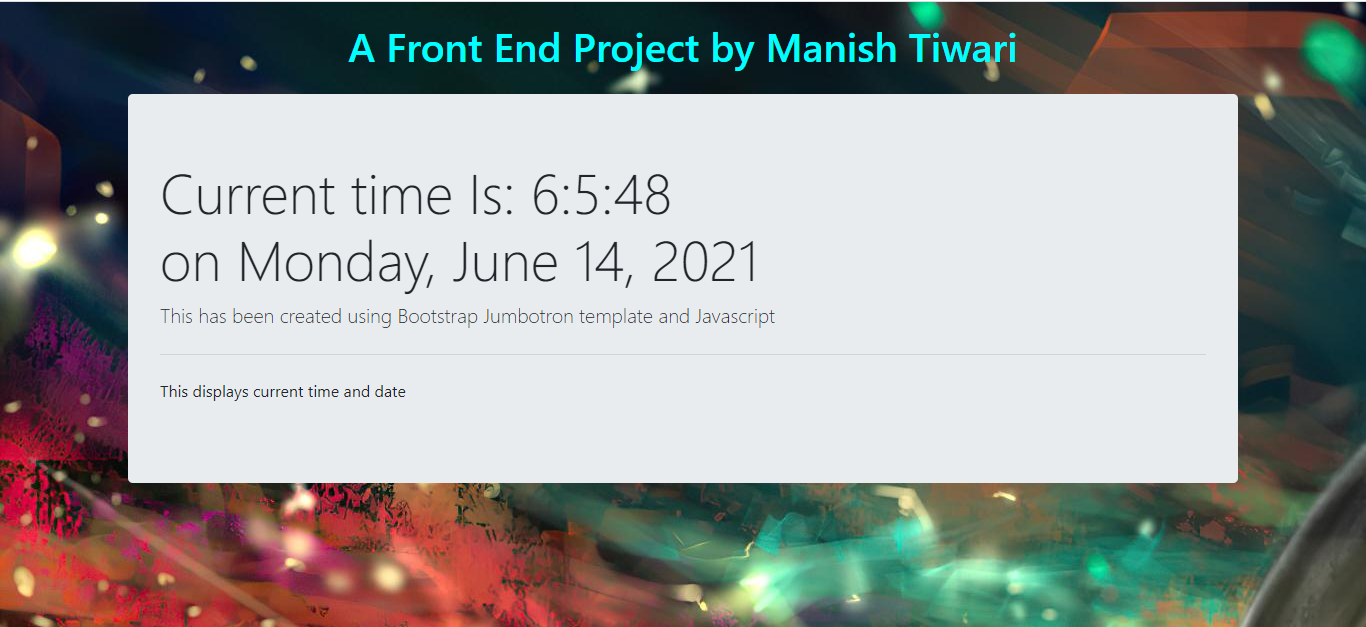 A Front End Project by Manish Tiwari
Current time Is: 6:5:48
on Monday, June 14, 2021
This has been created using Bootstrap Jumbotron template and Javascript
This displays current time and date